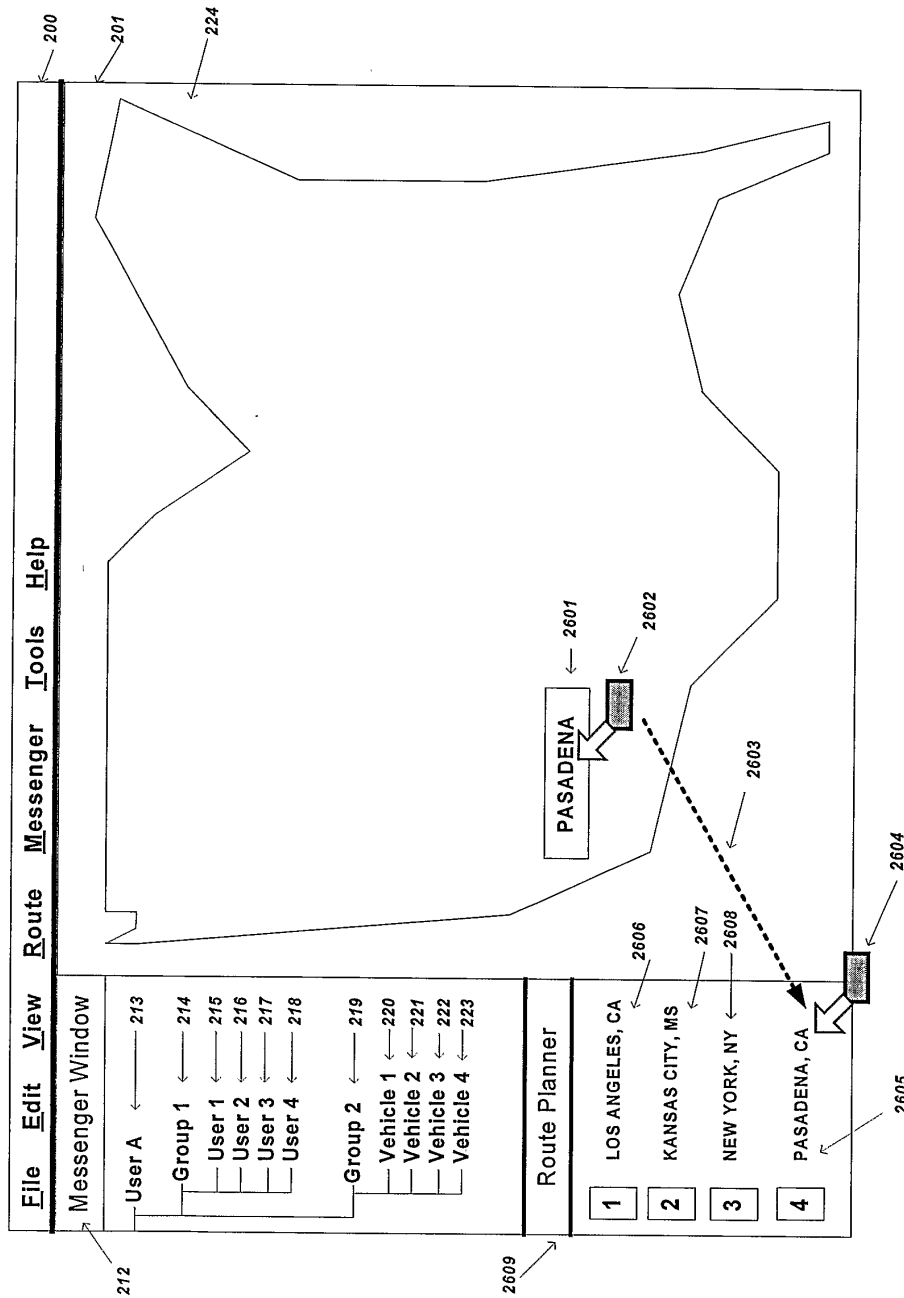 File Edit View Route Messenger Tools Help
200
201
224
Messenger Window
212
User A 213
Group 1 214
User 1 215
User 2 216
User 3 217
User 4 218
Group 2 219
Vehicle 1 220
Vehicle 2 221
Vehicle 3 222
Vehicle 4 223
PASADENA
2601
2602
2603
2604
Route Planner
2609
1 LOS ANGELES, CA 2606
2 KANSAS CITY, MS 2607
3 NEW YORK, NY 2608
4 PASADENA, CA
2605